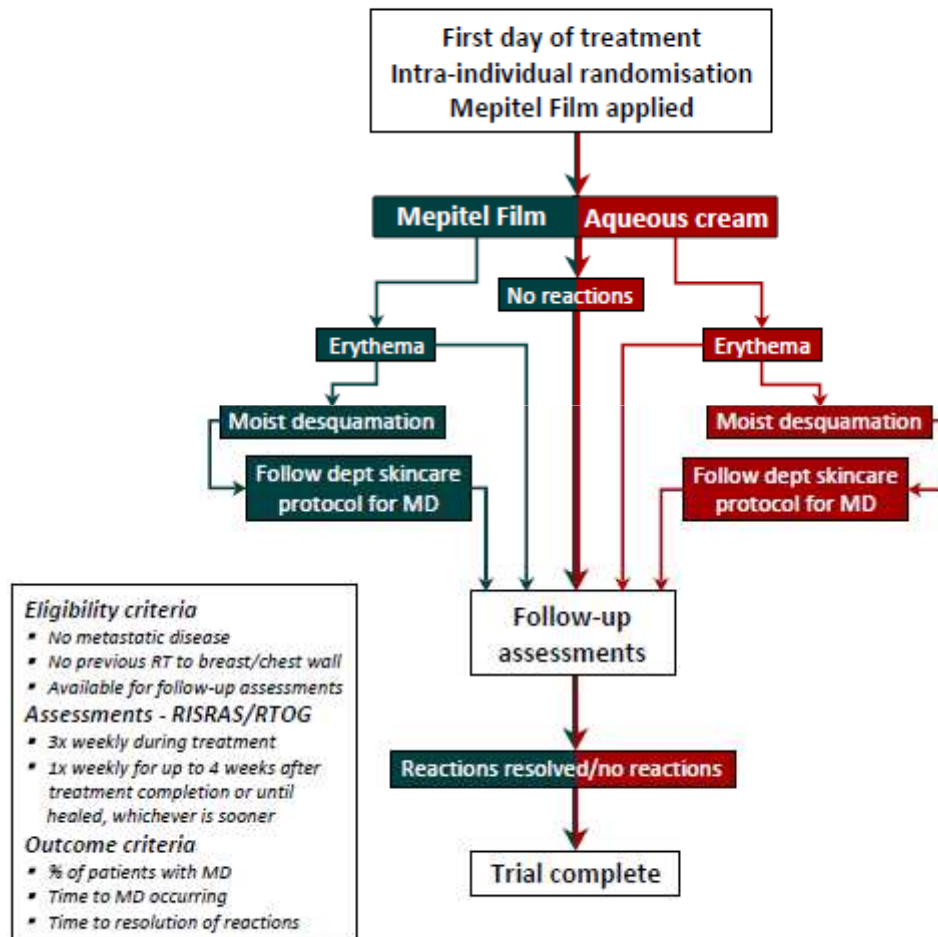 First day of treatment
Intra-individual randomisation
Mepitel Film applied
Mepitel Film
Aqueous cream
No reactions
Erythema
Erythema
Moist desquamation
Moist desquamation
Follow dept skincare
protocol for MD
Follow dept skincare
protocol for MD
Follow-up
assessments
Eligibility criteria
▪ No metastatic disease
▪ No previous RT to breast/chest wall
▪ Available for follow-up assessments
Assessments - RISRAS/RTOG
▪ 3x weekly during treatment
▪ 1x weekly for up to 4 weeks after
treatment completion or until
healed, whichever is sooner
Outcome criteria
▪ % of patients with MD
▪ Time to MD occurring
▪ Time to resolution of reactions
Reactions resolved/no reactions
Trial complete